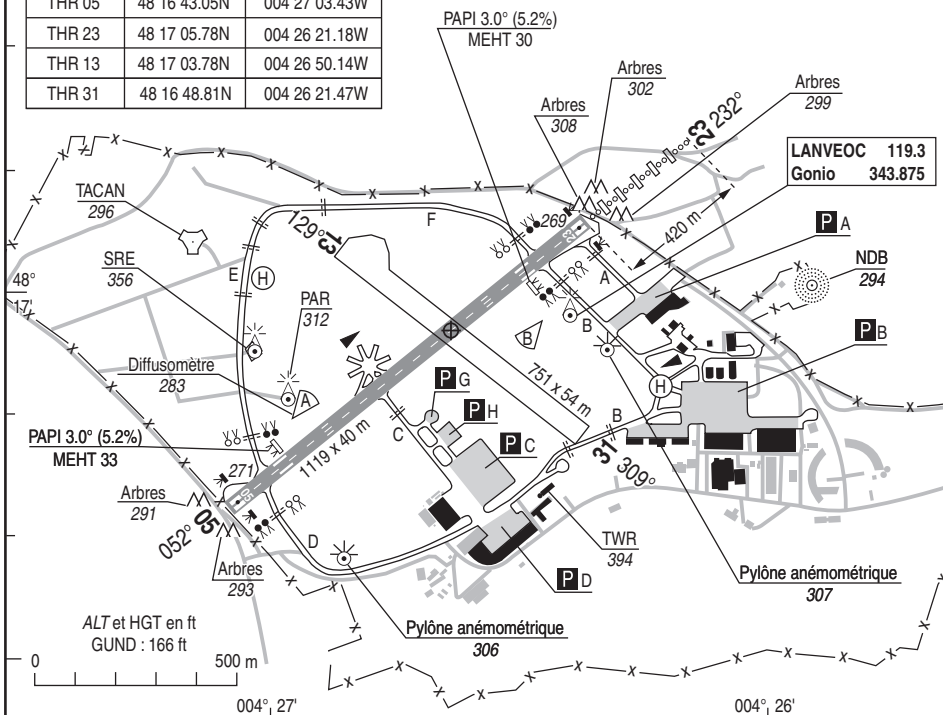 THR 05 48 16 43.05N 004 27 03.43W
THR 23 48 17 05.78N 004 26 21.18W
THR 13 48 17 03.78N 004 26 50.14W
THR 31 48 16 48.81N 004 26 21.47W
PAPI 3.0° (5.2%)
MEHT 30
Arbres
302
Arbres
308
Arbres
299
23 232°
LANVEOC 119.3
Gonio 343.875
420 m
TACAN
296
129° 13
F
269
23
P A
A
NDB
294
SRE
356
E
H
48°
17'
PAR
312
B
B
P B
Diffusomètre
283
A
751 x 54 m
H
P G
P H
B
PAPI 3.0° (5.2%)
MEHT 33
C
P C
1119 x 40 m
31 309°
271
05
Arbres
291
052° 05
D
TWR
394
Arbres
293
P D
Pylône anémométrique
307
ALT et HGT en ft
GUND : 166 ft
Pylône anémométrique
306
0 500 m
004° 27'
004° 26'